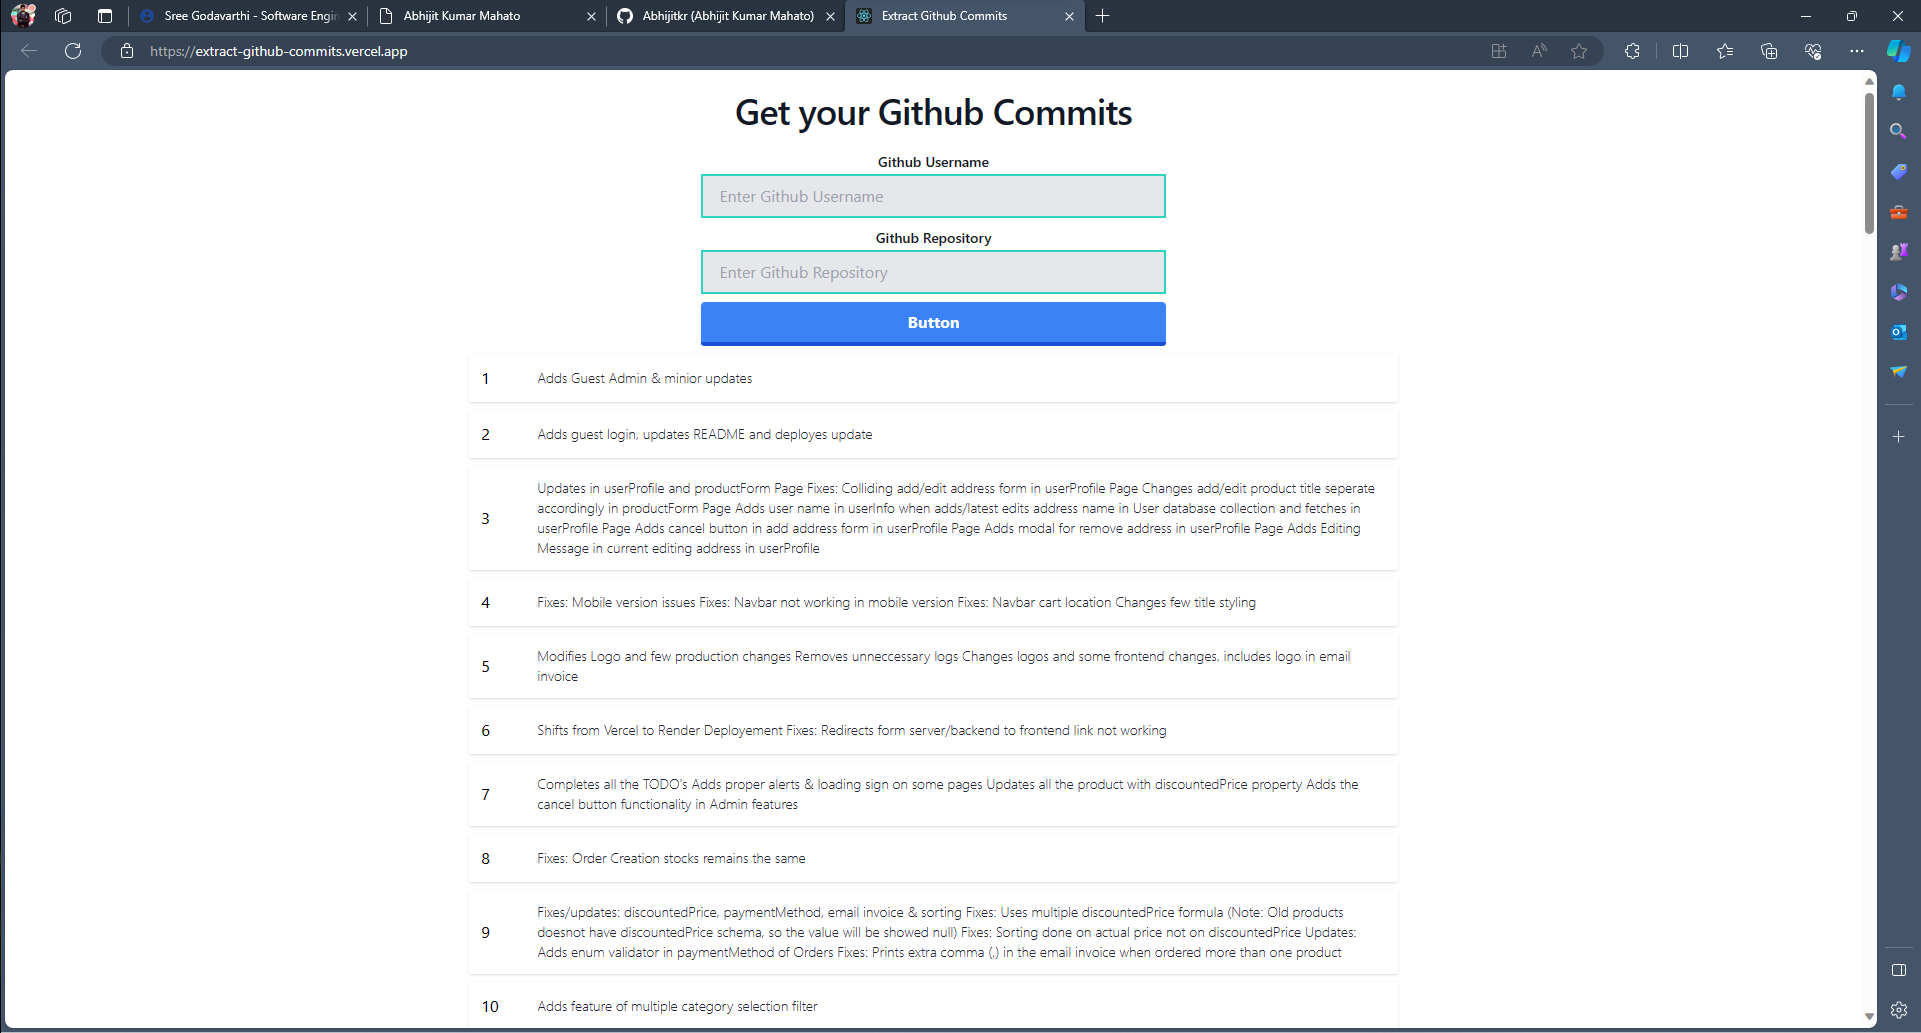 Sree Godavarthi - Software Engin
Abhijit Kumar Mahato
Abhijitkr (Abhijit Kumar Mahato)
Extract Github Commits
https://extract-github-commits.vercel.app
Get your Github Commits
Github Username
Enter Github Username
Github Repository
Enter Github Repository
Button
1 Adds Guest Admin & minior updates
2 Adds guest login, updates README and deployes update
Updates in userProfile and productForm Page Fixes: Colliding add/edit address form in userProfile Page Changes add/edit product title seperate
accordingly in productForm Page Adds user name in userInfo when adds/latest edits address name in User database collection and fetches in
3
userProfile Page Adds cancel button in add address form in userProfile Page Adds modal for remove address in userProfile Page Adds Editing
Message in current editing address in userProfile
4 Fixes: Mobile version issues Fixes: Navbar not working in mobile version Fixes: Navbar cart location Changes few title styling
Modifies Logo and few production changes Removes unneccessary logs Changes logos and some frontend changes, includes logo in email
5
invoice
6 Shifts from Vercel to Render Deployement Fixes: Redirects form server/backend to frontend link not working
Completes all the TODO's Adds proper alerts & loading sign on some pages Updates all the product with discountedPrice property Adds the
7
cancel button functionality in Admin features
8 Fixes: Order Creation stocks remains the same
Fixes/updates: discountedPrice, paymentMethod, email invoice & sorting Fixes: Uses multiple discountedPrice formula (Note: Old products
9 doesnot have discountedPrice schema, so the value will be showed null) Fixes: Sorting done on actual price not on discountedPrice Updates:
Adds enum validator in paymentMethod of Orders Fixes: Prints extra comma (,) in the email invoice when ordered more than one product
10 Adds feature of multiple category selection filter